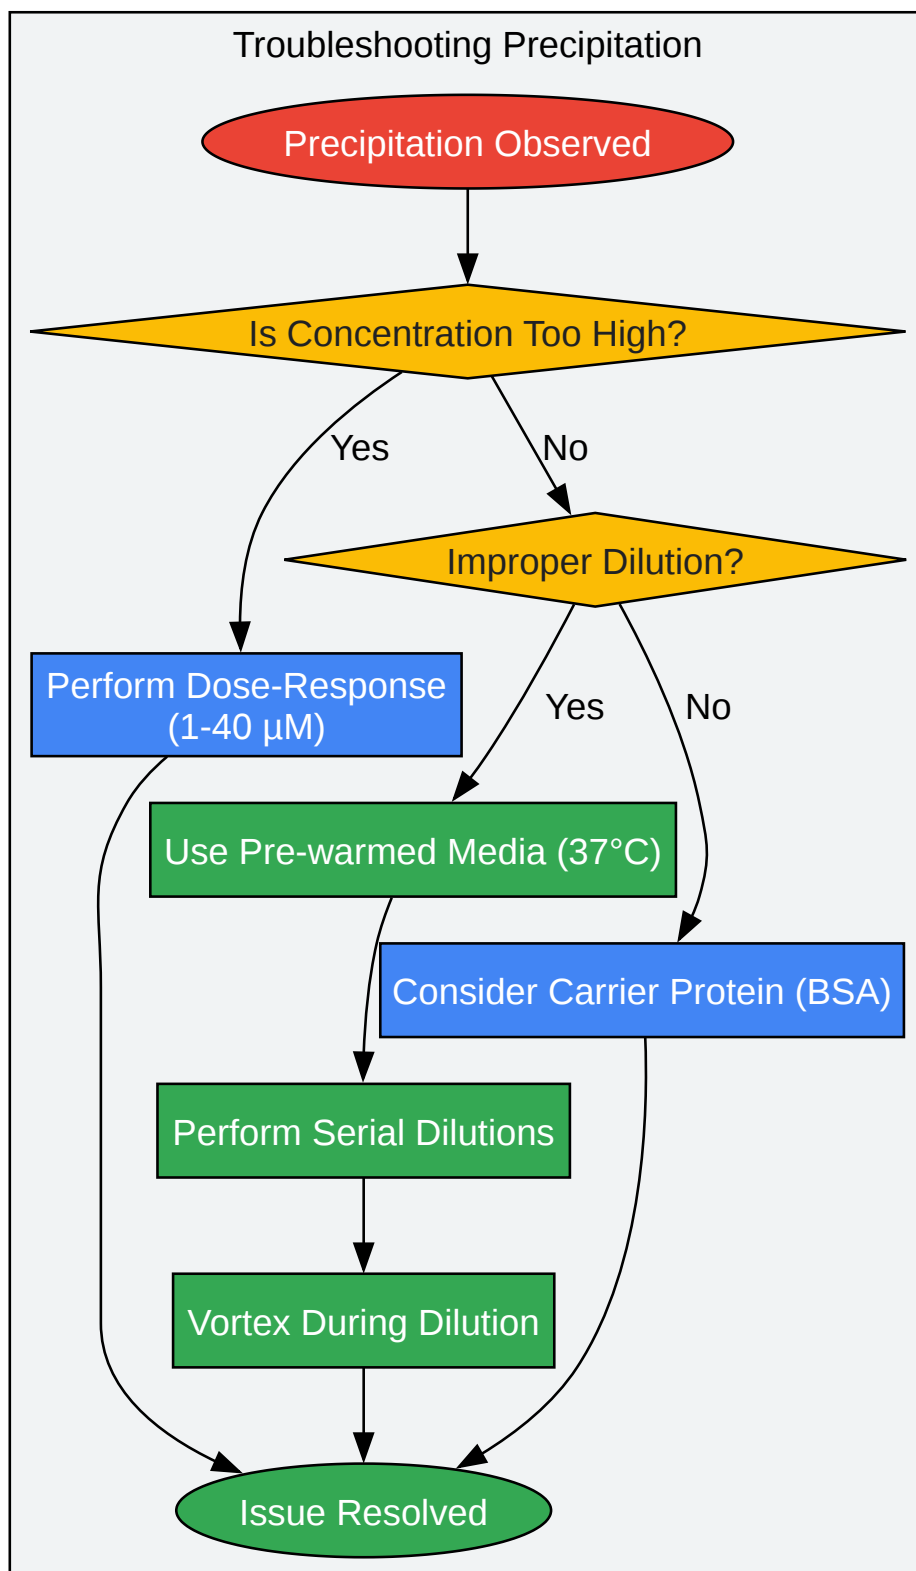 Troubleshooting Precipitation
Precipitation Observed
Is Concentration Too High?
Yes
No
Improper Dilution?
Perform Dose-Response
(1-40 µM)
Yes
No
Use Pre-warmed Media (37°C)
Consider Carrier Protein (BSA)
Perform Serial Dilutions
Vortex During Dilution
Issue Resolved